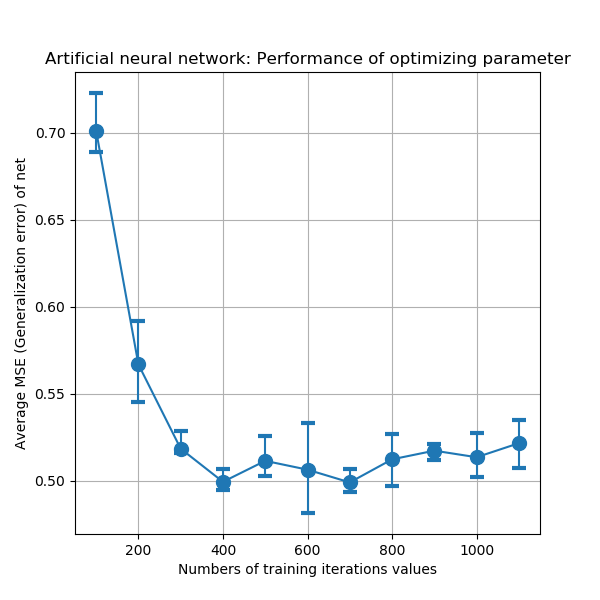 Artificial neural network: Performance of optimizing parameter
0.70
0.65
0.60
0.55
0.50
Average MSE (Generalization error) of net
200 400 600 800 1000
Numbers of training iterations values